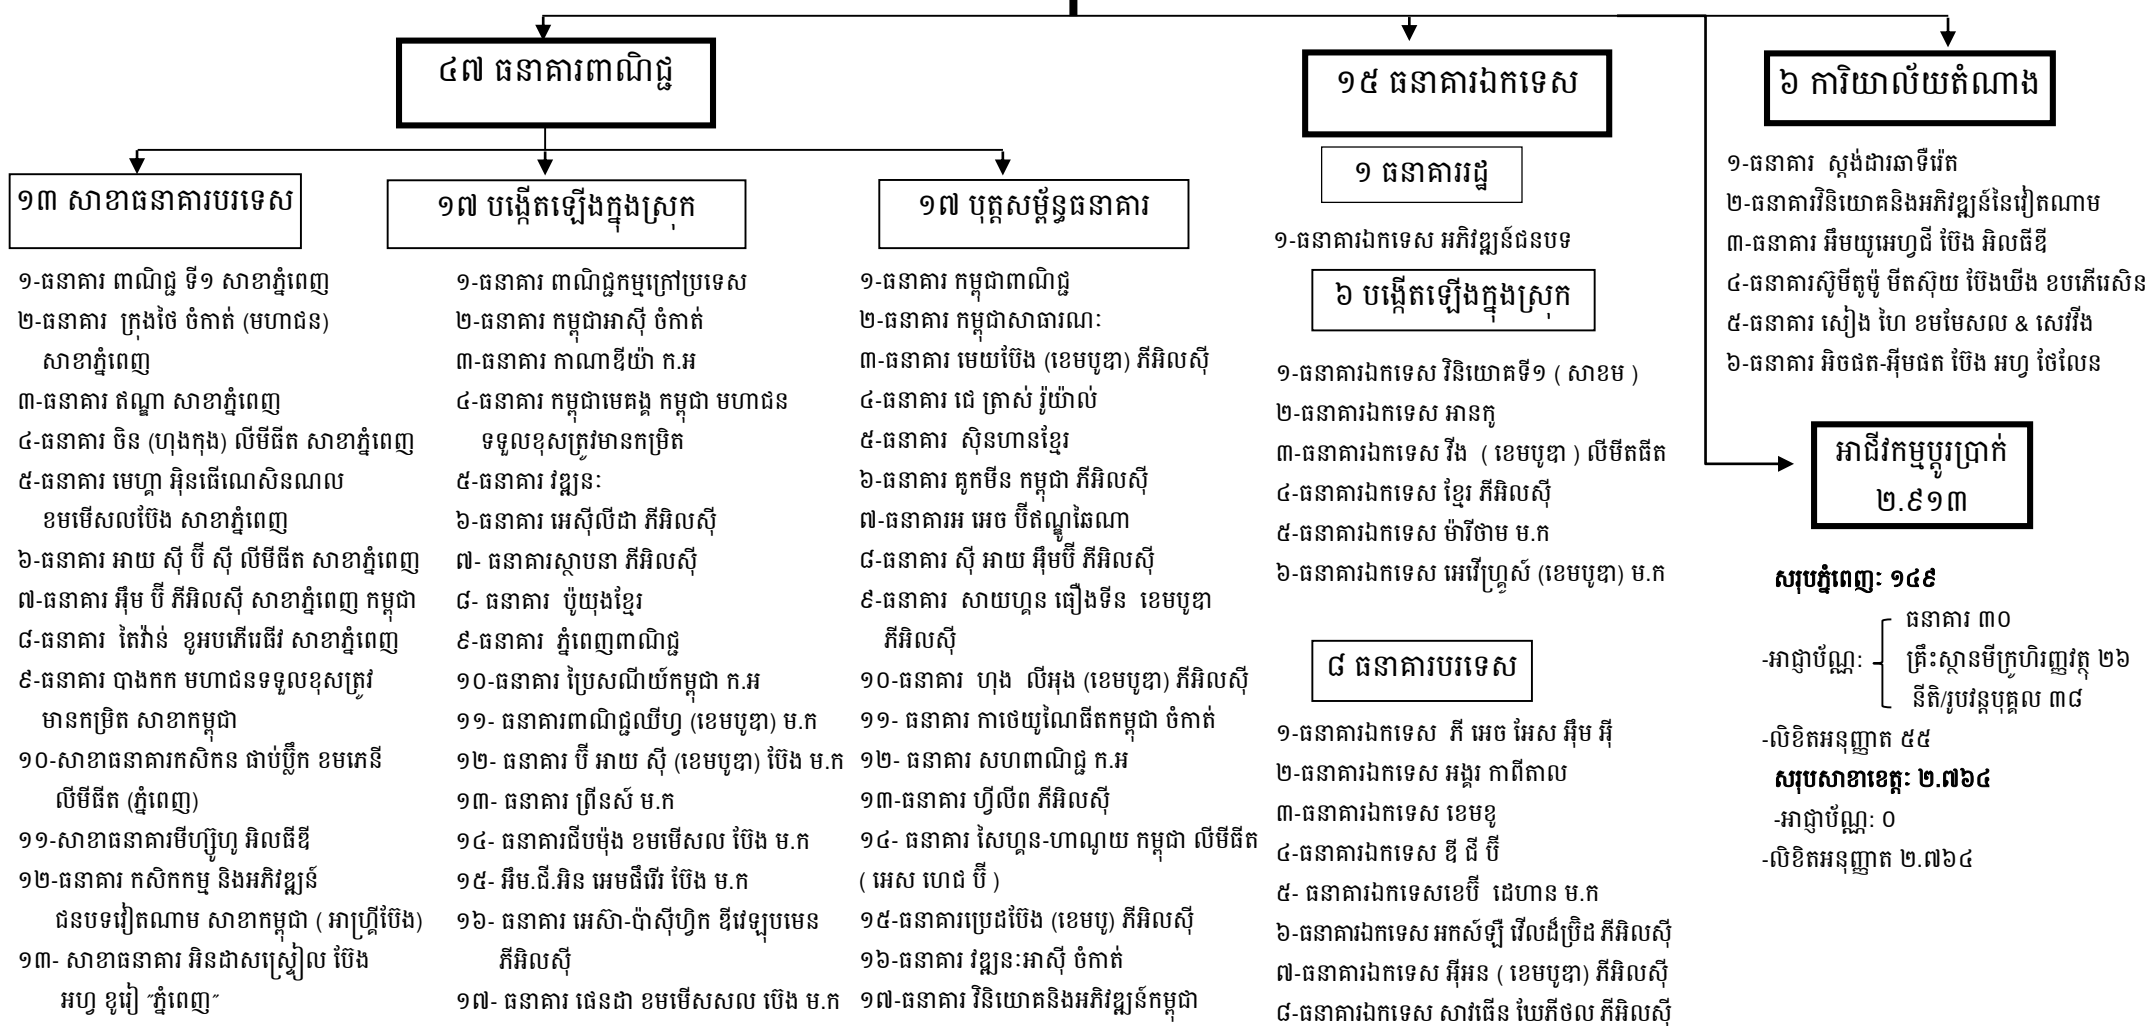 ៤៧ ធនាគារពាណិជ្ជ
១៣ សាខាធនាគារបរទេស
១-ធនាគារ ពាណិជ្ជ ទី១ សាខាភ្នំពេញ
២-ធនាគារ ក្រុងថៃ ចំកាត់ (មហាជន)
សាខាភ្នំពេញ
៣-ធនាគារ ឥណ្ឌា សាខាភ្នំពេញ
៤-ធនាគារ ចិន (ហុងកុង) លីមីធីត សាខាភ្នំពេញ
៥-ធនាគារ មេហ្គា អ៊ិនធើណេសិនណល
ខមមើសលប៊ែង សាខាភ្នំពេញ
៦-ធនាគារ អាយ ស៊ី ប៊ី ស៊ី លីមីធីត សាខាភ្នំពេញ
៧-ធនាគារ អ៊ឹម ប៊ី ភីអិលស៊ី សាខាភ្នំពេញ កម្ពុជា
៨-ធនាគារ តៃវ៉ាន់ ខូអបភើរេធីវ សាខាភ្នំពេញ
៩-ធនាគារ បាងកក មហាជនទទួលខុសត្រូវ
មានកម្រិត សាខាកម្ពុជា
១០-សាខាធនាគារកសិកន ផាប់ប្លឹក ខមភេនី
លីមីធីត (ភ្នំពេញ)
១១-សាខាធនាគារមីហ្ស៊ូហូ អិលធីឌី
១២-ធនាគារ កសិកកម្ម និងអភិវឌ្ឍន៍
ជនបទវៀតណាម សាខាកម្ពុជា ( អាហ្គ្រីប៊ែង)
១៣- សាខាធនាគារ អិនដាសស្ទ្រៀល ប៊ែង
អហ្វ ខូរៀ “ភ្នំពេញ”
១៧ បង្កើតឡើងក្នុងស្រុក
១-ធនាគារ ពាណិជ្ជកម្មក្រៅប្រទេស
២-ធនាគារ កម្ពុជាអាស៊ី ចំកាត់
៣-ធនាគារ កាណាឌីយ៉ា ក.អ
៤-ធនាគារ កម្ពុជាមេគង្គ កម្ពុជា មហាជន
ទទួលខុសត្រូវមានកម្រិត
៥-ធនាគារ វឌ្ឍនៈ
៦-ធនាគារ អេស៊ីលីដា ភីអិលស៊ី
៧- ធនាគារស្ថាបនា ភីអិលស៊ី
៨- ធនាគារ ប៉ូយុងខ្មែរ
៩-ធនាគារ ភ្នំពេញពាណិជ្ជ
១០-ធនាគារ ប្រៃសណីយ៍កម្ពុជា ក.អ
១១- ធនាគារពាណិជ្ជឈីហ្វ (ខេមបូឌា) ម.ក
១២- ធនាគារ ប៊ី អាយ ស៊ី (ខេមបូឌា) ប៊ែង ម.ក
១៣- ធនាគារ ព្រីនស៍ ម.ក
១៤- ធនាគារជីបម៉ុង ខមមើសល ប៊ែង ម.ក
១៥- អ៊ឹម.ជី.អិន អេមផឺរើរ ប៊ែង ម.ក
១៦- ធនាគារ អេស៊ា-ប៉ាស៊ីហ្វិក ឌីវេឡុបមេន
ភីអិលស៊ី
១៧- ធនាគារ ផេនដា ខមមើសសល ប៊េង ម.ក
១៧ បុត្តសម្ព័ន្ធធនាគារ
១-ធនាគារ កម្ពុជាពាណិជ្ជ
២-ធនាគារ កម្ពុជាសាធារណៈ
៣-ធនាគារ មេយប៊ែង (ខេមបូឌា) ភីអិលស៊ី
៤-ធនាគារ ជេ ត្រាស់ រ៉ូយ៉ាល់
៥-ធនាគារ ស៊ិនហានខ្មែរ
៦-ធនាគារ គូកមីន កម្ពុជា ភីអិលស៊ី
៧-ធនាគារអ អេច ប៊ីឥណ្ឌូឆៃណា
៨-ធនាគារ ស៊ី អាយ អ៊ឹមប៊ី ភីអិលស៊ី
៩-ធនាគារ សាយហ្គន ធឿងទីន ខេមបូឌា
ភីអិលស៊ី
១០-ធនាគារ ហុង លីអុង (ខេមបូឌា) ភីអិលស៊ី
១១- ធនាគារ កាថេយូណៃធីតកម្ពុជា ចំកាត់
១២- ធនាគារ សហពាណិជ្ជ ក.អ
១៣-ធនាគារ ហ្វីលីព ភីអិលស៊ី
១៤- ធនាគារ សៃហ្គន-ហាណូយ កម្ពុជា លីមីធីត
( អេស ហេជ ប៊ី )
១៥-ធនាគារប្រេដប៊ែង (ខេមបូ) ភីអិលស៊ី
១៦-ធនាគារ វឌ្ឍនៈអាស៊ី ចំកាត់
១៧-ធនាគារ វិនិយោគនិងអភិវឌ្ឍន៍កម្ពុជា
១៥ ធនាគារឯកទេស
១ ធនាគាររដ្ឋ
១-ធនាគារឯកទេស អភិវឌ្ឍន៍ជនបទ
៦ បង្កើតឡើងក្នុងស្រុក
១-ធនាគារឯកទេស វិនិយោគទី១ ( សាខម )
២-ធនាគារឯកទេស អានកូ
៣-ធនាគារឯកទេស វីង ( ខេមបូឌា ) លីមីតធីត
៤-ធនាគារឯកទេស ខ្មែរ ភីអិលស៊ី
៥-ធនាគារឯកទេស ម៉ារីថាម ម.ក
៦-ធនាគារឯកទេស អេវើហ្គ្រូស៍ (ខេមបូឌា) ម.ក
៨ ធនាគារបរទេស
១-ធនាគារឯកទេស ភី អេច អែស អ៊ឹម អ៊ី
២-ធនាគារឯកទេស អង្គរ កាពីតាល
៣-ធនាគារឯកទេស ខេមខូ
៤-ធនាគារឯកទេស ឌី ជី ប៊ី
៥- ធនាគារឯកទេសខេប៊ី ដេហាន ម.ក
៦-ធនាគារឯកទេស អកស៍ឡឺ វើលដ៏ប្រ៊ិដ ភីអិលស៊ី
៧-ធនាគារឯកទេស អ៊ីអន ( ខេមបូឌា) ភីអិលស៊ី
៨-ធនាគារឯកទេស សាវធើន ឃែភីថល ភីអិលស៊ី
៦ ការិយាល័យតំណាង
១-ធនាគារ ស្តង់ដារឆាទឺរ៉េត
២-ធនាគារវិនិយោគនិងអភិវឌ្ឍន៍នៃវៀតណាម
៣-ធនាគារ អឹមយូអេហ្វជី ប៊ែង អិលធីឌី
៤-ធនាគារស៊ូមីតូម៉ូ មីតស៊ុយ ប៊ែងឃីង ខបភើរេសិន
៥-ធនាគារ សៀង ហៃ ខមមែសល & សេវវីង
៦-ធនាគារ អិចផត-អ៊ីមផត ប៊ែង អហ្វ ថៃលែន
អាជីវកម្មប្តូរប្រាក់
២.៩១៣
សរុបភ្នំពេញៈ ១៤៩
ធនាគារ ៣០
-អាជ្ញាប័ណ្ណៈ គ្រឹះស្ថានមីក្រូហិរញ្ញវត្ថុ ២៦
នីតិ/រូបវន្តបុគ្គល ៣៨
-លិខិតអនុញ្ញាត ៥៥
សរុបសាខាខេត្តៈ ២.៧៦៤
-អាជ្ញាប័ណ្ណៈ ០
-លិខិតអនុញ្ញាត ២.៧៦៤